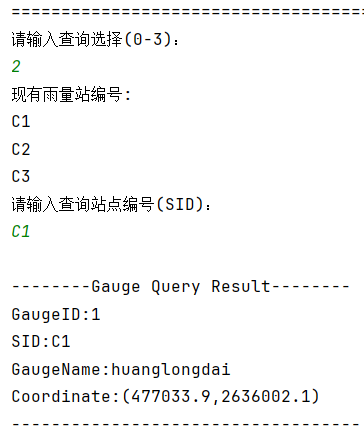 ===================================
请输入查询选择(0-3):
2
现有雨量站编号:
C1
C2
C3
请输入查询站点编号(SID):
C1
--------Gauge Query Result--------
GaugeID:1
SID:C1
GaugeName:huanglongdai
Coordinate:(477033.9,2636002.1)
-----------------------------------